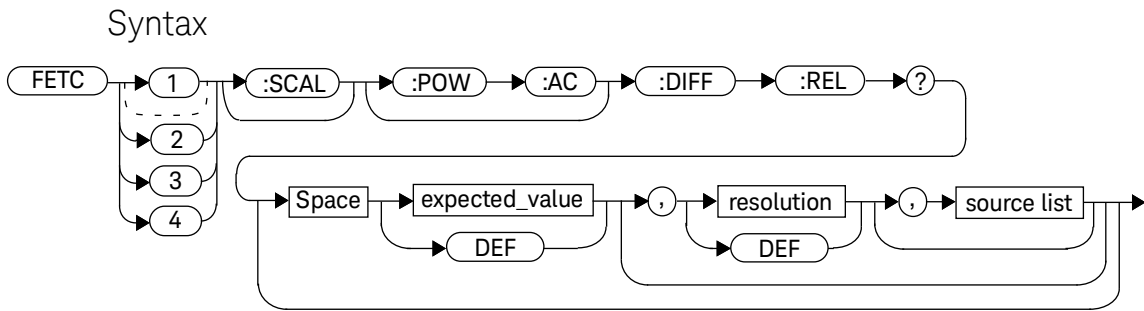 Syntax
FETC 1 :SCAL :POW :AC :DIFF :REL ?
2
3
4
Space expected_value , resolution , source list
DEF DEF